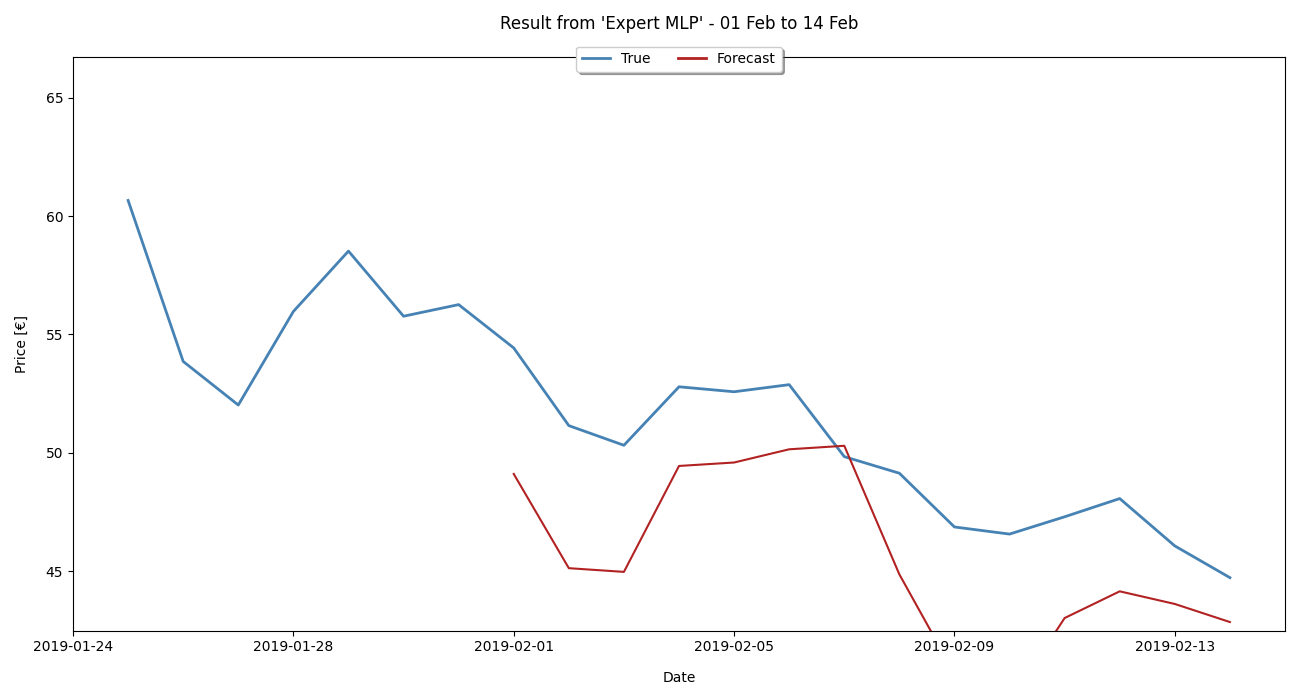 Result from 'Expert MLP' - 01 Feb to 14 Feb
True Forecast
65
60
55
50
45
Price [€]
2019-01-24 2019-01-28 2019-02-01 2019-02-05 2019-02-09 2019-02-13
Date